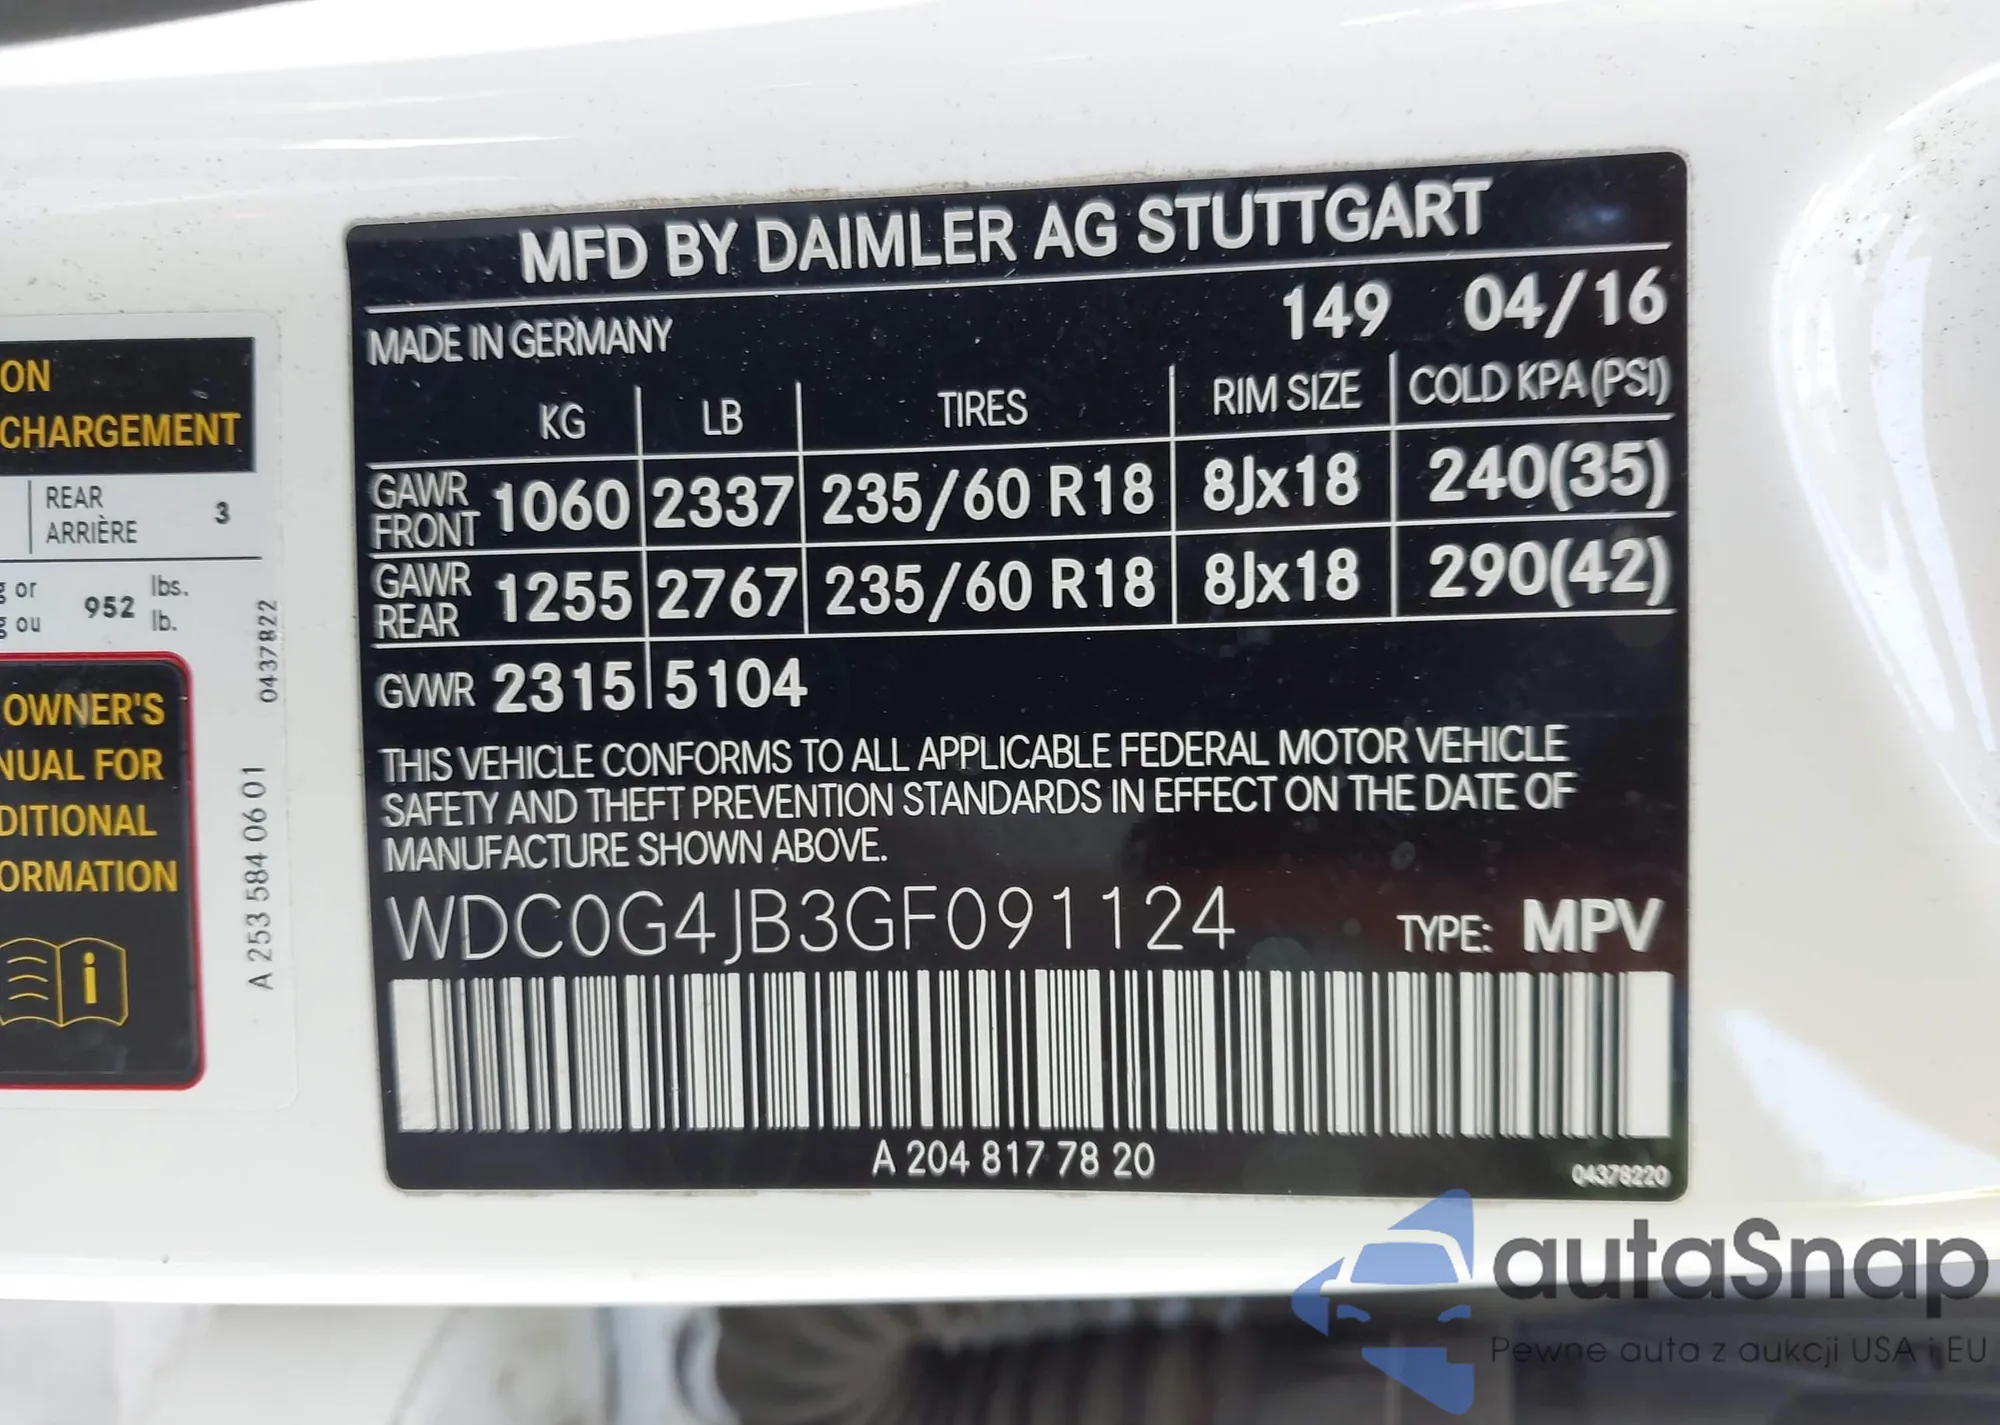 MFD BY DAIMLER AG STUTTGART
MADE IN GERMANY 149 04/16
KG LB TIRES RIM SIZE COLD KPA(PSI)
GAWR FRONT 1060 2337 235/60 R18 8Jx18 240(35)
GAWR REAR 1255 2767 235/60 R18 8Jx18 290(42)
GVWR 2315 5104
THIS VEHICLE CONFORMS TO ALL APPLICABLE FEDERAL MOTOR VEHICLE
SAFETY AND THEFT PREVENTION STANDARDS IN EFFECT ON THE DATE OF
MANUFACTURE SHOWN ABOVE.
WDC0G4JB3GF091124 TYPE: MPV
A 204 817 78 20
04378220
ON
CHARGEMENT
REAR
ARRIÈRE 3
g or 952 lbs.
g ou lb.
0437822
OWNER'S
NUAL FOR
DITIONAL
ORMATION
i
A 253 584 06 01
autaSnap
Pewne auta z aukcji USA i EU